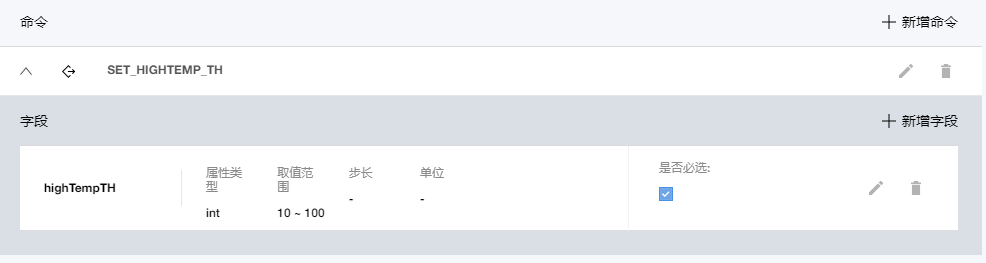 命令
新增命令
SET_HIGHTEMP_TH
字段
新增字段
highTempTH
属性类
型
int
取值范
围
10 ~ 100
步长
-
单位
-
是否必选: